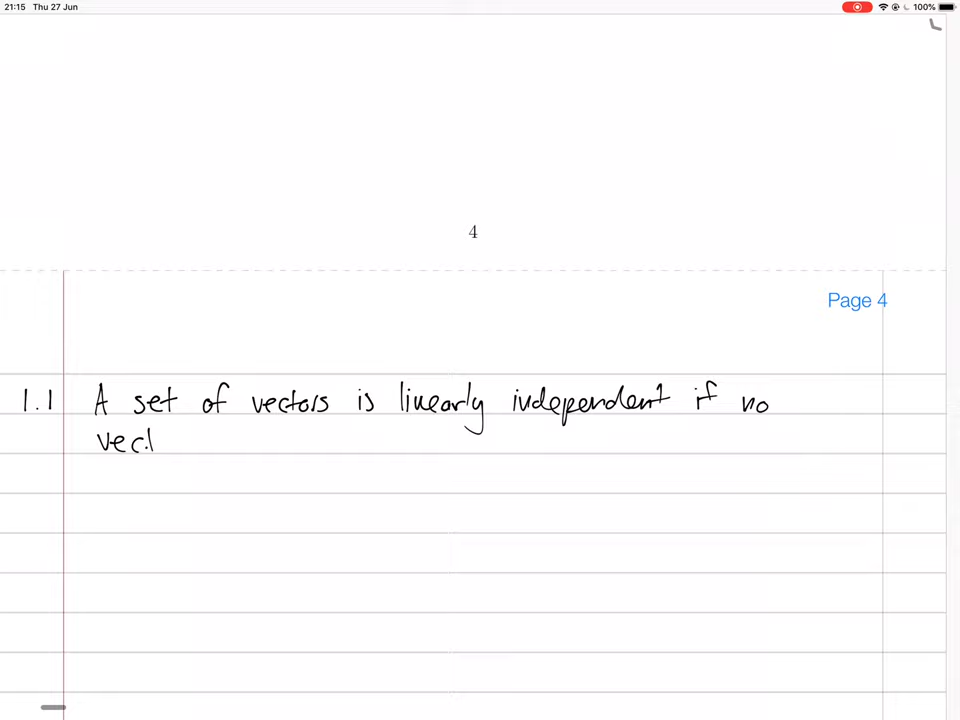 21:15 Thu 27 Jun 100%
4
Page 4
1.1 A set of vectors is linearly independent if no
vec